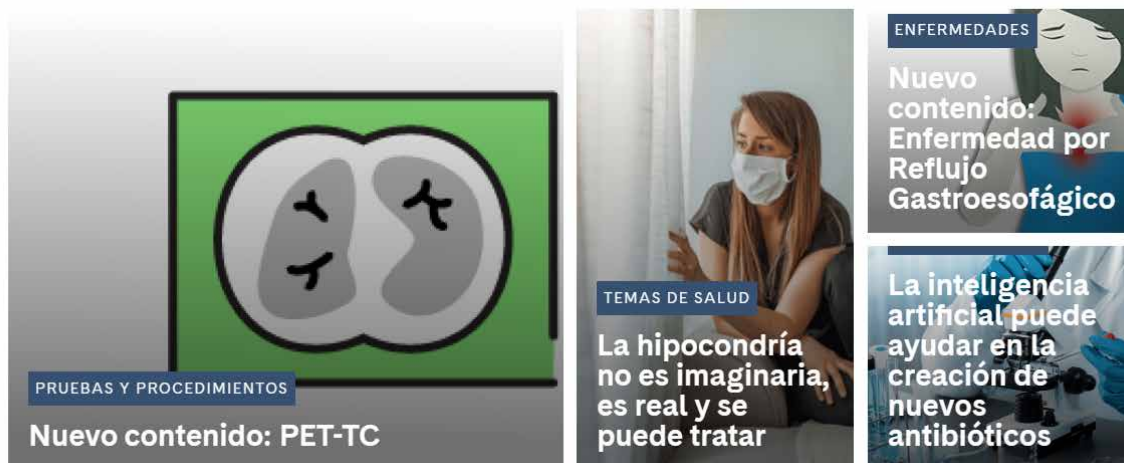 PRUEBAS Y PROCEDIMIENTOS
Nuevo contenido: PET-TC
TEMAS DE SALUD
La hipocondría
no es imaginaria,
es real y se
puede tratar
ENFERMEDADES
Nuevo
contenido:
Enfermedad por
Reflujo
Gastroesofágico
La inteligencia
artificial puede
ayudar en la
creación de
nuevos
antibióticos